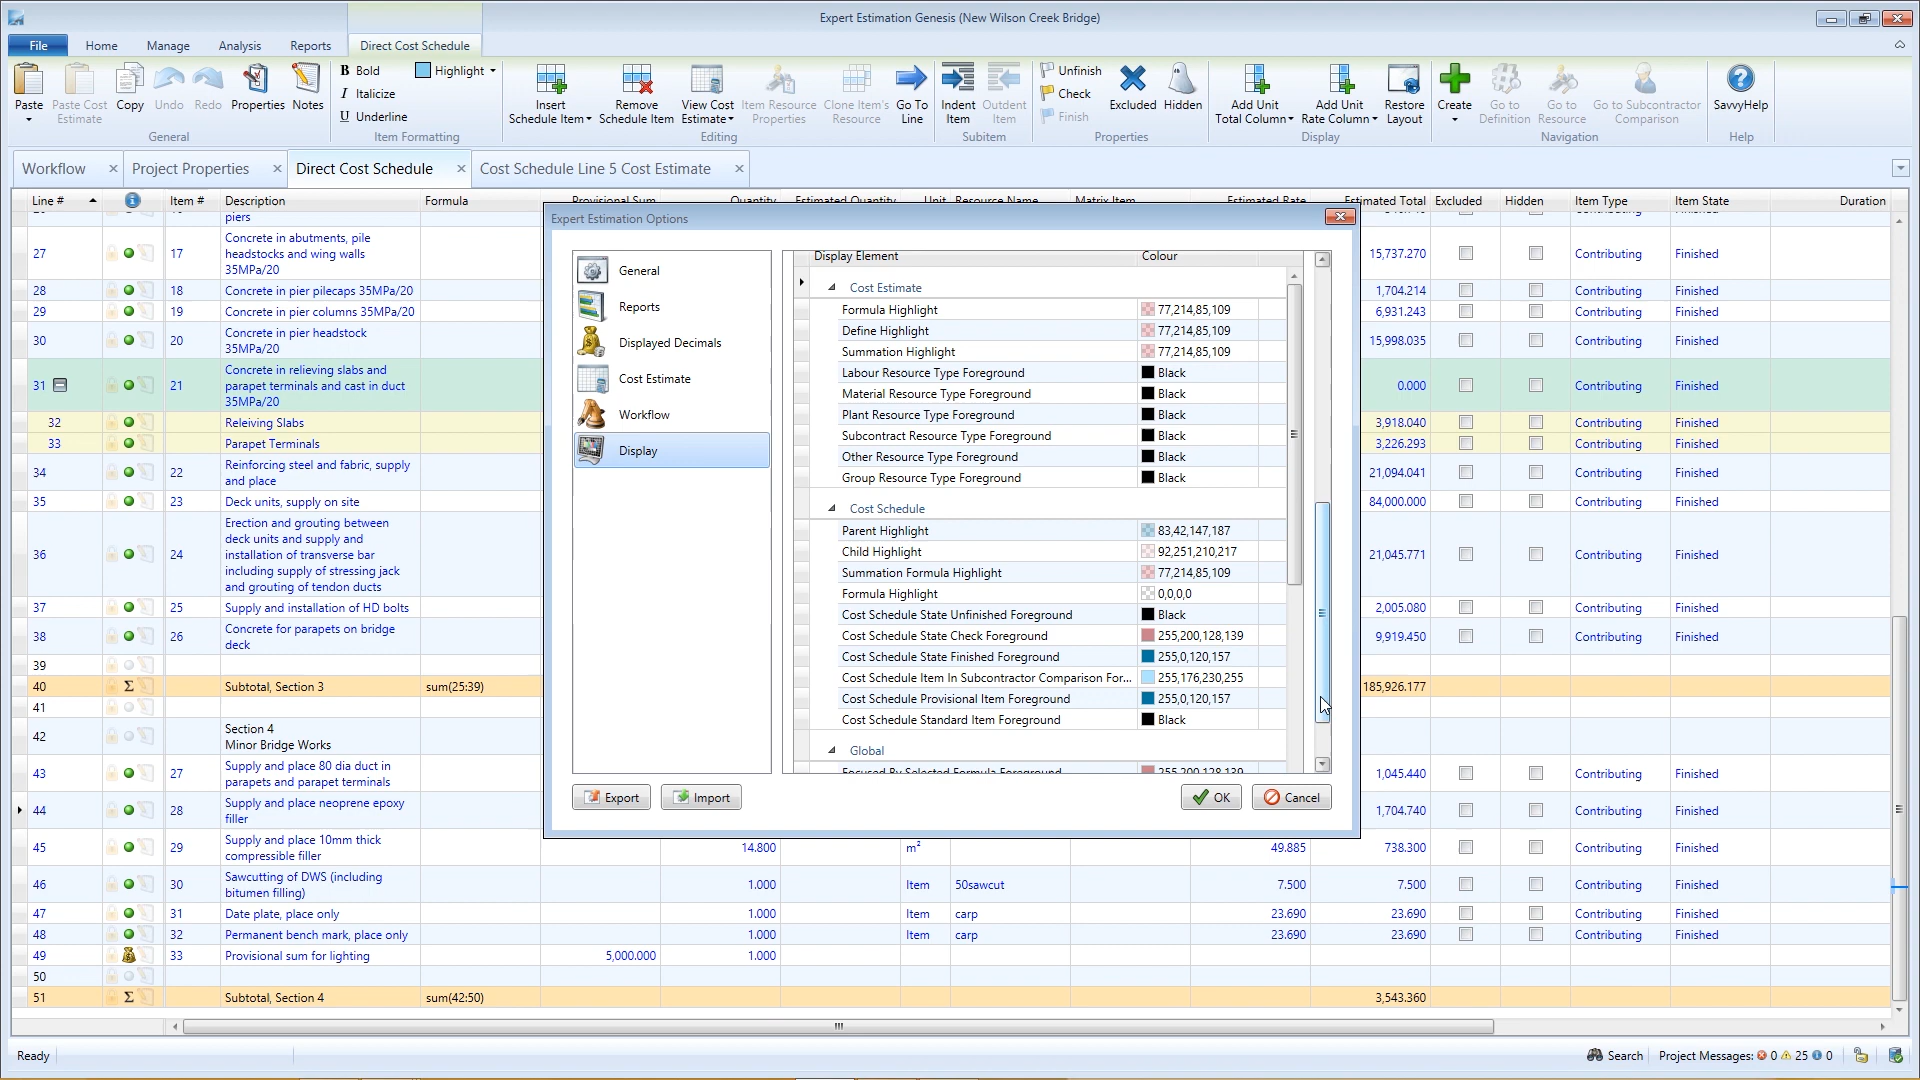 Expert Estimation Genesis (New Wilson Creek Bridge)
File Home Manage Analysis Reports Direct Cost Schedule
Paste Paste Cost Estimate Copy Undo Redo Properties Notes
General
B Bold Highlight
I Italicize
U Underline
Item Formatting
Insert Schedule Item Remove Schedule Item View Cost Estimate Item Resource Properties Clone Item's Resource Go To Line
Editing
Indent Item Outdent Item
Subitem
Unfinish
Check
Finish
Excluded Hidden
Properties
Add Unit Total Column Add Unit Rate Column Restore Layout
Display
Create Go to Definition Go to Resource Go to Subcontractor Comparison
Navigation
SavvyHelp
Help
Workflow Project Properties Direct Cost Schedule Cost Schedule Line 5 Cost Estimate
Line # Item # Description Formula Provisional Sum Quantity Estimated Quantity Unit Resource Name Matrix Item Estimated Rate Estimated Total Excluded Hidden Item Type Item State Duration
piers
27 17 Concrete in abutments, pile headstocks and wing walls 35MPa/20 15,737.270 Contributing Finished
28 18 Concrete in pier pilecaps 35MPa/20 1,704.214 Contributing Finished
29 19 Concrete in pier columns 35MPa/20 6,931.243 Contributing Finished
30 20 Concrete in pier headstock 35MPa/20 15,998.035 Contributing Finished
31 21 Concrete in relieving slabs and parapet terminals and cast in duct 35MPa/20 0.000 Contributing Finished
32 Releiving Slabs 3,918.040 Contributing Finished
33 Parapet Terminals 3,226.293 Contributing Finished
34 22 Reinforcing steel and fabric, supply and place 21,094.041 Contributing Finished
35 23 Deck units, supply on site 84,000.000 Contributing Finished
36 24 Erection and grouting between deck units and supply and installation of transverse bar including supply of stressing jack and grouting of tendon ducts 21,045.771 Contributing Finished
37 25 Supply and installation of HD bolts 2,005.080 Contributing Finished
38 26 Concrete for parapets on bridge deck 9,919.450 Contributing Finished
39
40 Σ Subtotal, Section 3 sum(25:39) 185,926.177
41
42 Section 4 Minor Bridge Works
43 27 Supply and place 80 dia duct in parapets and parapet terminals 1,045.440 Contributing Finished
44 28 Supply and place neoprene epoxy filler 1,704.740 Contributing Finished
45 29 Supply and place 10mm thick compressible filler 14.800 m² 49.885 738.300 Contributing Finished
46 30 Sawcutting of DWS (including bitumen filling) 1.000 Item 50sawcut 7.500 7.500 Contributing Finished
47 31 Date plate, place only 1.000 Item carp 23.690 23.690 Contributing Finished
48 32 Permanent bench mark, place only 1.000 Item carp 23.690 23.690 Contributing Finished
49 33 Provisional sum for lighting 5,000.000 1.000
50
51 Σ Subtotal, Section 4 sum(42:50) 3,543.360
Expert Estimation Options
General
Reports
Displayed Decimals
Cost Estimate
Workflow
Display
Display Element Colour
Cost Estimate
Formula Highlight 77,214,85,109
Define Highlight 77,214,85,109
Summation Highlight 77,214,85,109
Labour Resource Type Foreground Black
Material Resource Type Foreground Black
Plant Resource Type Foreground Black
Subcontract Resource Type Foreground Black
Other Resource Type Foreground Black
Group Resource Type Foreground Black
Cost Schedule
Parent Highlight 83,42,147,187
Child Highlight 92,251,210,217
Summation Formula Highlight 77,214,85,109
Formula Highlight 0,0,0,0
Cost Schedule State Unfinished Foreground Black
Cost Schedule State Check Foreground 255,200,128,139
Cost Schedule State Finished Foreground 255,0,120,157
Cost Schedule Item In Subcontractor Comparison For... 255,176,230,255
Cost Schedule Provisional Item Foreground 255,0,120,157
Cost Schedule Standard Item Foreground Black
Global
Focused By Selected Formula Foreground 255,200,128,139
Export Import OK Cancel
Ready Search Project Messages: 0 25 0